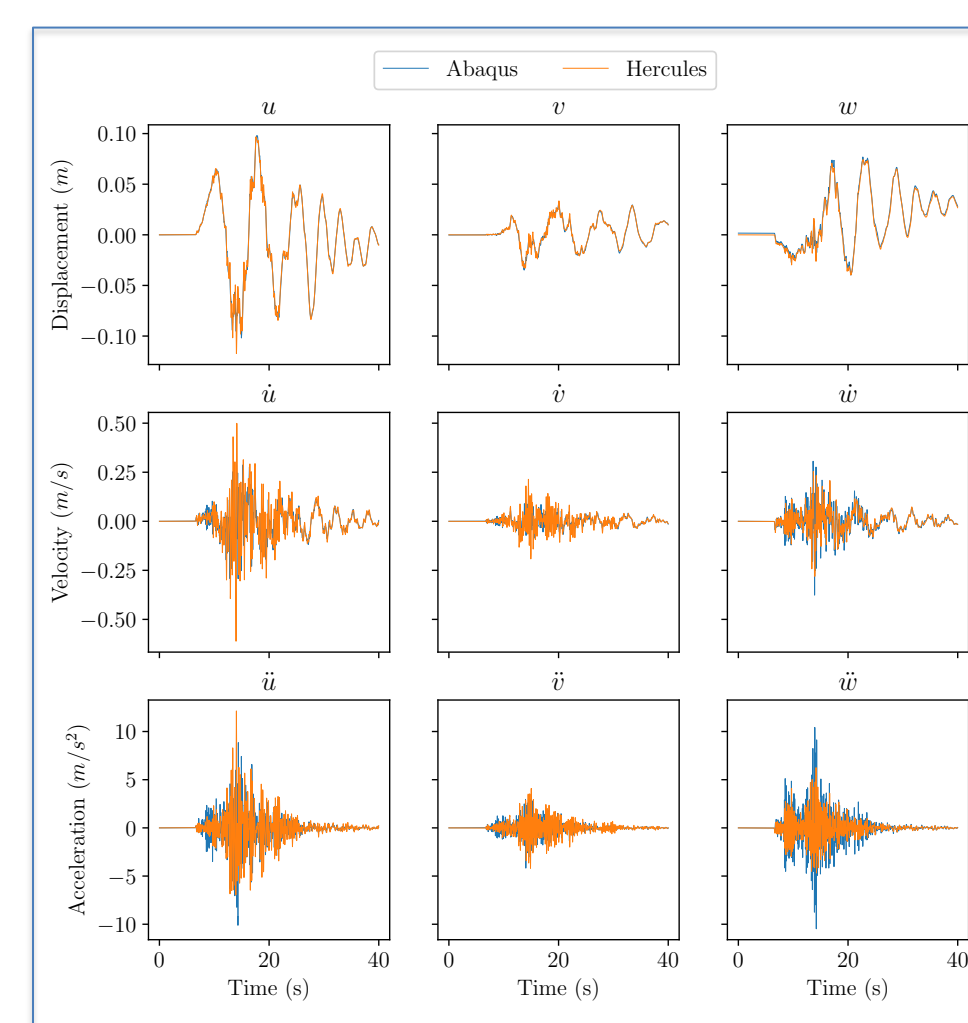 Abaqus Hercules
u v w
Displacement (m)
0.10
0.05
0.00
−0.05
−0.10
u̇ v̇ ẇ
Velocity (m/s)
0.50
0.25
0.00
−0.25
−0.50
ü v̈ ẅ
Acceleration (m/s²)
10
5
0
−5
−10
0 20 40 0 20 40 0 20 40
Time (s) Time (s) Time (s)